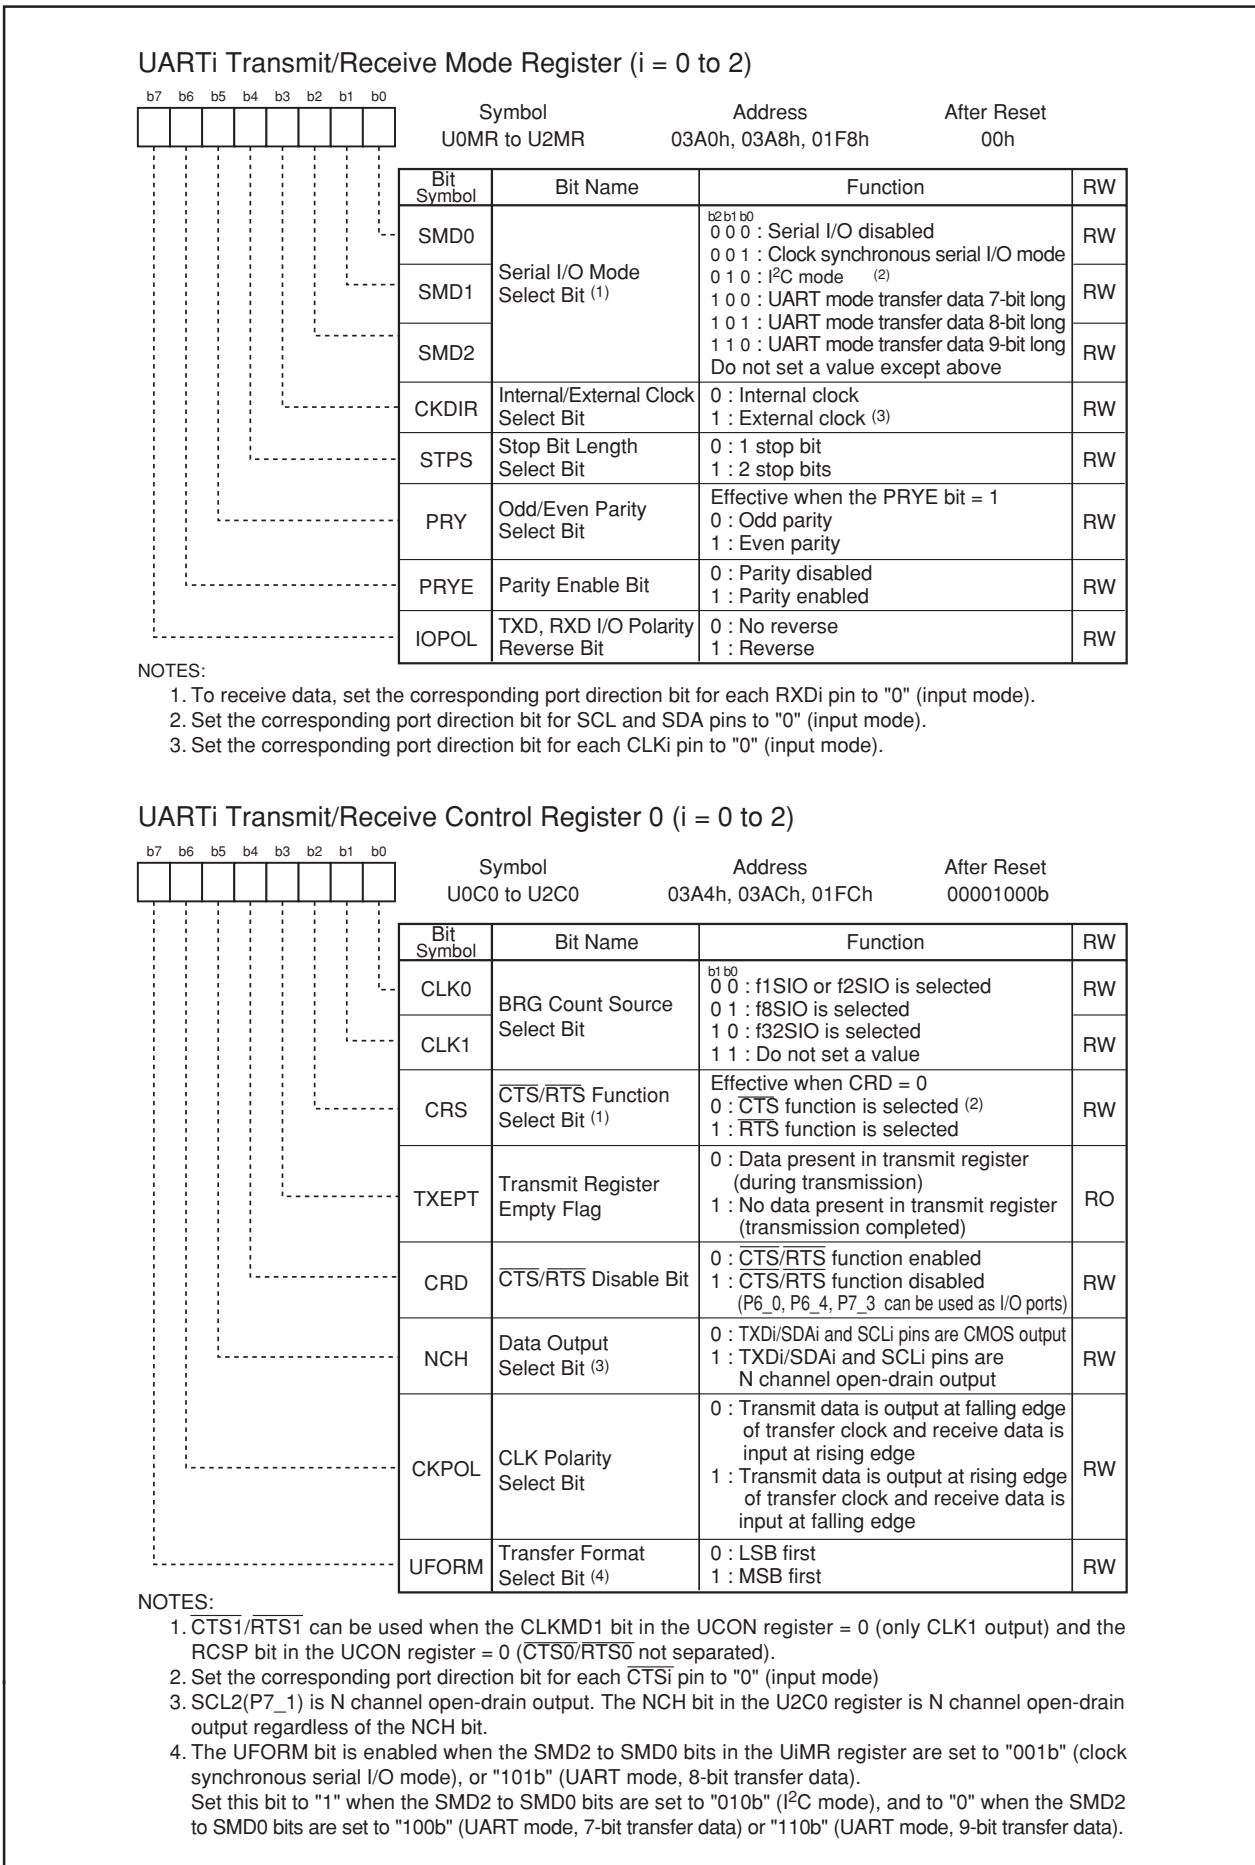 UARTi Transmit/Receive Mode Register (i = 0 to 2)
b7 b6 b5 b4 b3 b2 b1 b0
Symbol Address After Reset
U0MR to U2MR 03A0h, 03A8h, 01F8h 00h
Bit Symbol Bit Name Function RW
SMD0 RW
SMD1 RW
SMD2 RW
Serial I/O Mode
Select Bit (1)
b2 b1 b0
0 0 0 : Serial I/O disabled
0 0 1 : Clock synchronous serial I/O mode
0 1 0 : I²C mode (2)
1 0 0 : UART mode transfer data 7-bit long
1 0 1 : UART mode transfer data 8-bit long
1 1 0 : UART mode transfer data 9-bit long
Do not set a value except above
CKDIR Internal/External Clock 0 : Internal clock RW
Select Bit 1 : External clock (3)
STPS Stop Bit Length 0 : 1 stop bit RW
Select Bit 1 : 2 stop bits
PRY Odd/Even Parity Effective when the PRYE bit = 1 RW
Select Bit 0 : Odd parity
1 : Even parity
PRYE Parity Enable Bit 0 : Parity disabled RW
1 : Parity enabled
IOPOL TXD, RXD I/O Polarity 0 : No reverse RW
Reverse Bit 1 : Reverse
NOTES:
1. To receive data, set the corresponding port direction bit for each RXDi pin to "0" (input mode).
2. Set the corresponding port direction bit for SCL and SDA pins to "0" (input mode).
3. Set the corresponding port direction bit for each CLKi pin to "0" (input mode).
UARTi Transmit/Receive Control Register 0 (i = 0 to 2)
b7 b6 b5 b4 b3 b2 b1 b0
Symbol Address After Reset
U0C0 to U2C0 03A4h, 03ACh, 01FCh 00001000b
Bit Symbol Bit Name Function RW
CLK0 RW
CLK1 RW
BRG Count Source
Select Bit
b1 b0
0 0 : f1SIO or f2SIO is selected
0 1 : f8SIO is selected
1 0 : f32SIO is selected
1 1 : Do not set a value
CRS CTS/RTS Function Effective when CRD = 0 RW
Select Bit (1) 0 : CTS function is selected (2)
1 : RTS function is selected
TXEPT Transmit Register 0 : Data present in transmit register RO
Empty Flag (during transmission)
1 : No data present in transmit register
(transmission completed)
CRD CTS/RTS Disable Bit 0 : CTS/RTS function enabled RW
1 : CTS/RTS function disabled
(P6_0, P6_4, P7_3 can be used as I/O ports)
NCH Data Output 0 : TXDi/SDAi and SCLi pins are CMOS output RW
Select Bit (3) 1 : TXDi/SDAi and SCLi pins are
N channel open-drain output
CKPOL CLK Polarity 0 : Transmit data is output at falling edge RW
Select Bit of transfer clock and receive data is
input at rising edge
1 : Transmit data is output at rising edge
of transfer clock and receive data is
input at falling edge
UFORM Transfer Format 0 : LSB first RW
Select Bit (4) 1 : MSB first
NOTES:
1. CTS1/RTS1 can be used when the CLKMD1 bit in the UCON register = 0 (only CLK1 output) and the
RCSP bit in the UCON register = 0 (CTS0/RTS0 not separated).
2. Set the corresponding port direction bit for each CTSi pin to "0" (input mode)
3. SCL2(P7_1) is N channel open-drain output. The NCH bit in the U2C0 register is N channel open-drain
output regardless of the NCH bit.
4. The UFORM bit is enabled when the SMD2 to SMD0 bits in the UiMR register are set to "001b" (clock
synchronous serial I/O mode), or "101b" (UART mode, 8-bit transfer data).
Set this bit to "1" when the SMD2 to SMD0 bits are set to "010b" (I²C mode), and to "0" when the SMD2
to SMD0 bits are set to "100b" (UART mode, 7-bit transfer data) or "110b" (UART mode, 9-bit transfer data).